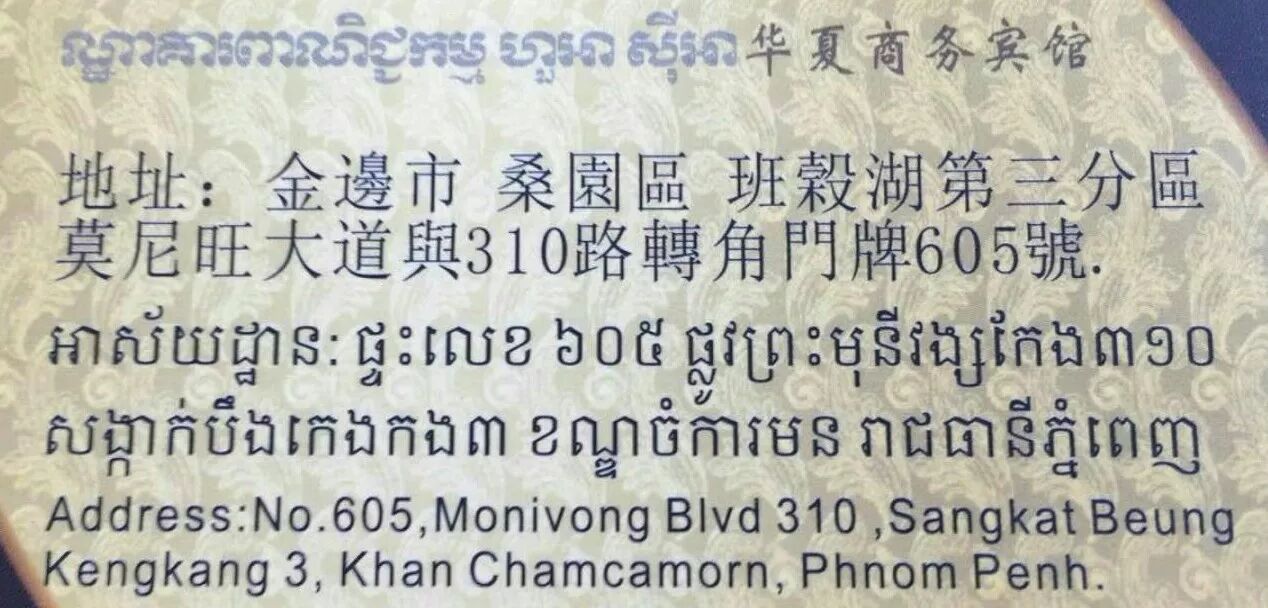 ណ្ឋាគារពាណិជ្ជកម្ម ហួអា ស៊ីអា 华夏商务宾馆
地址：金邊市 桑園區 班穀湖第三分區
莫尼旺大道與310路轉角門牌605號.
អាស័យដ្ឋាន: ផ្ទះលេខ ៦០៥ ផ្លូវព្រះមុនីវង្សកែង៣១០
សង្កាក់បឹងកេងកង៣ ខណ្ឌចំការមន រាជធានីភ្នំពេញ
Address:No.605,Monivong Blvd 310 ,Sangkat Beung
Kengkang 3, Khan Chamcamorn, Phnom Penh.